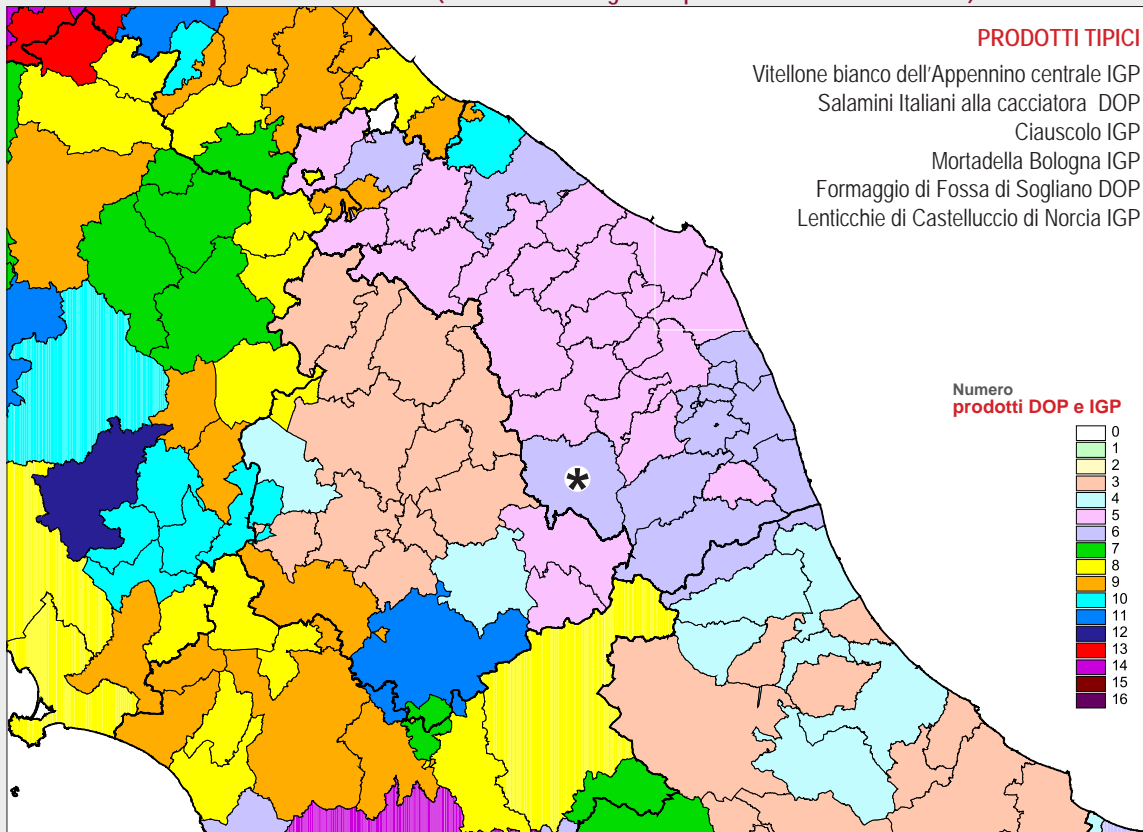 PRODOTTI TIPICI
Vitellone bianco dell'Appennino centrale IGP
Salamini Italiani alla cacciatora DOP
Ciauscolo IGP
Mortadella Bologna IGP
Formaggio di Fossa di Sogliano DOP
Lenticchie di Castelluccio di Norcia IGP
Numero
prodotti DOP e IGP
0
1
2
3
4
5
6
7
8
9
10
11
12
13
14
15
16
*